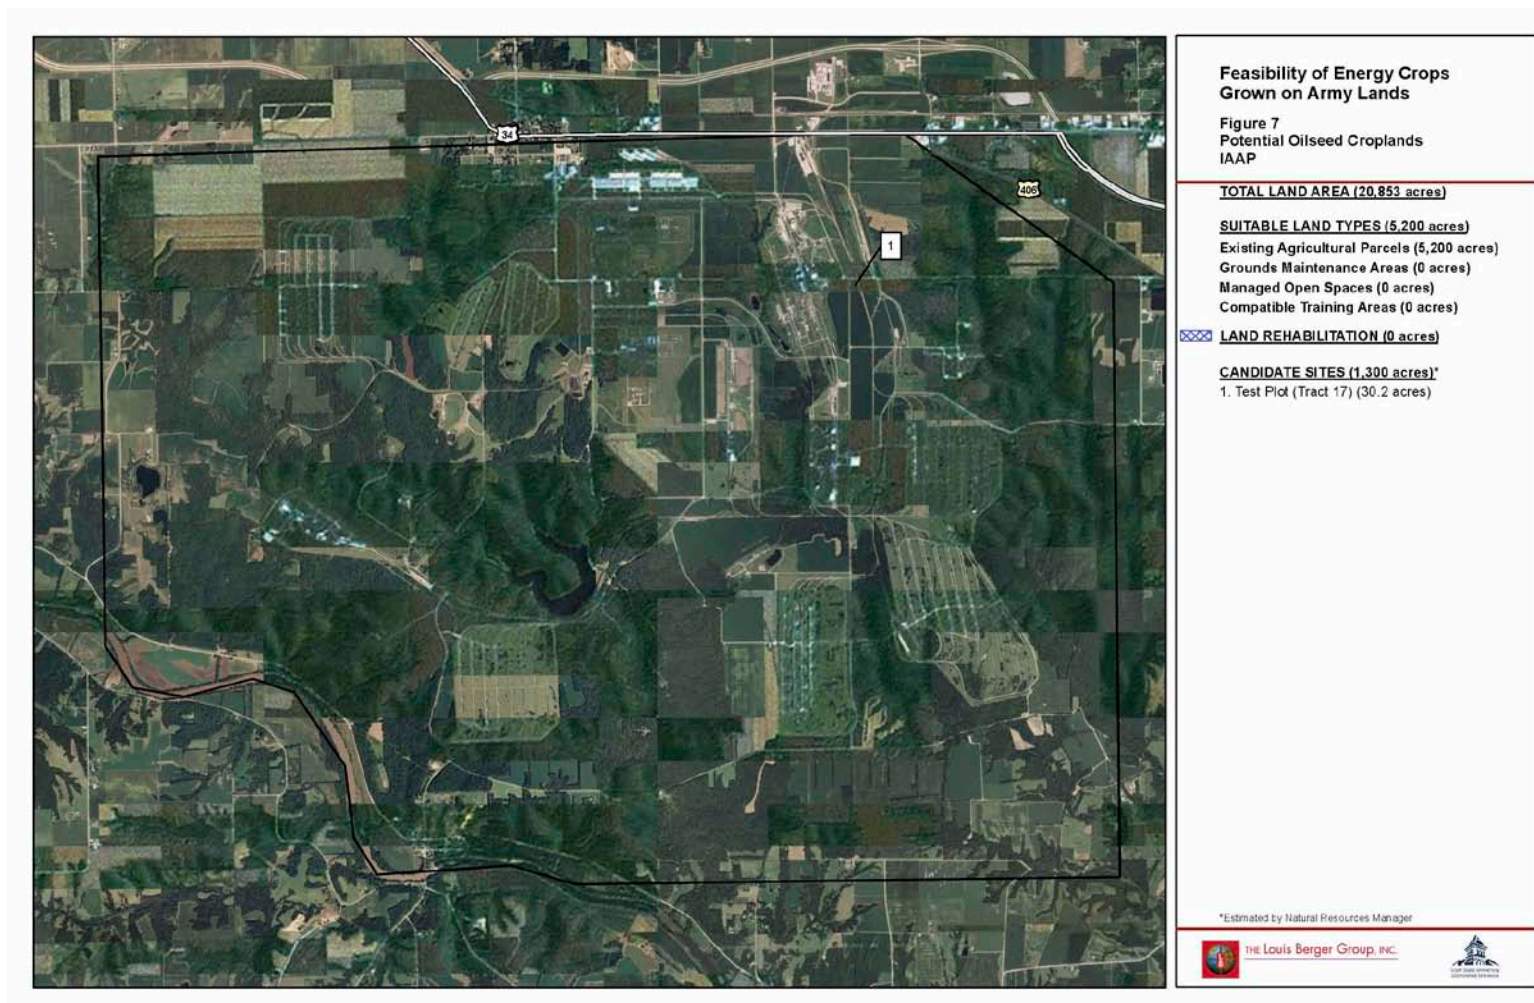 34
406
1
Feasibility of Energy Crops
Grown on Army Lands
Figure 7
Potential Oilseed Croplands
IAAP
TOTAL LAND AREA (20,853 acres)
SUITABLE LAND TYPES (5,200 acres)
Existing Agricultural Parcels (5,200 acres)
Grounds Maintenance Areas (0 acres)
Managed Open Spaces (0 acres)
Compatible Training Areas (0 acres)
LAND REHABILITATION (0 acres)
CANDIDATE SITES (1,300 acres)*
1. Test Plot (Tract 17) (30.2 acres)
*Estimated by Natural Resources Manager
THE Louis Berger Group, INC.